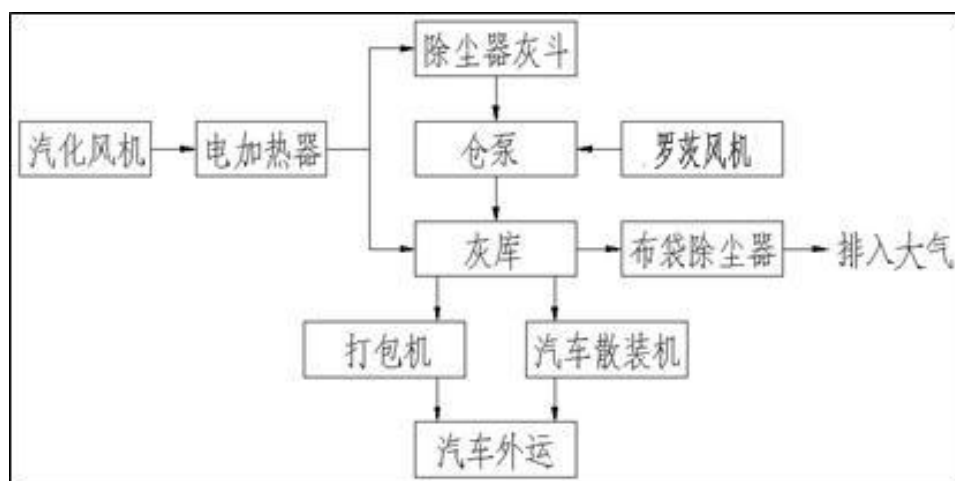 除尘器灰斗
汽化风机
电加热器
仓泵
罗茨风机
灰库
布袋除尘器
排入大气
打包机
汽车散装机
汽车外运